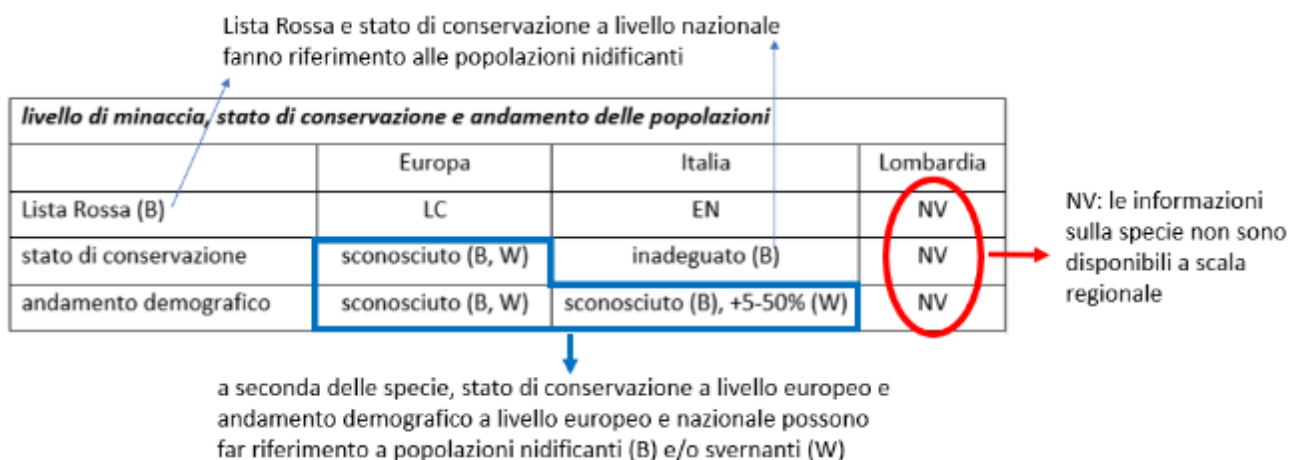 Lista Rossa e stato di conservazione a livello nazionale
fanno riferimento alle popolazioni nidificanti
livello di minaccia, stato di conservazione e andamento delle popolazioni
Europa Italia Lombardia
Lista Rossa (B) LC EN NV
stato di conservazione sconosciuto (B, W) inadeguato (B) NV
andamento demografico sconosciuto (B, W) sconosciuto (B), +5-50% (W) NV
NV: le informazioni
sulla specie non sono
disponibili a scala
regionale
a seconda delle specie, stato di conservazione a livello europeo e
andamento demografico a livello europeo e nazionale possono
far riferimento a popolazioni nidificanti (B) e/o svernanti (W)